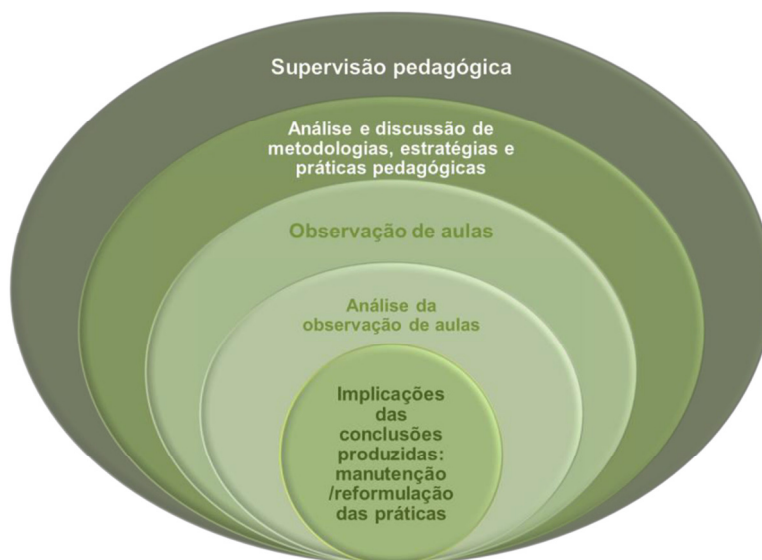 Supervisão pedagógica
Análise e discussão de
metodologias, estratégias e
práticas pedagógicas
Observação de aulas
Análise da
observação de aulas
Implicações
das
conclusões
produzidas:
manutenção
/reformulação
das práticas